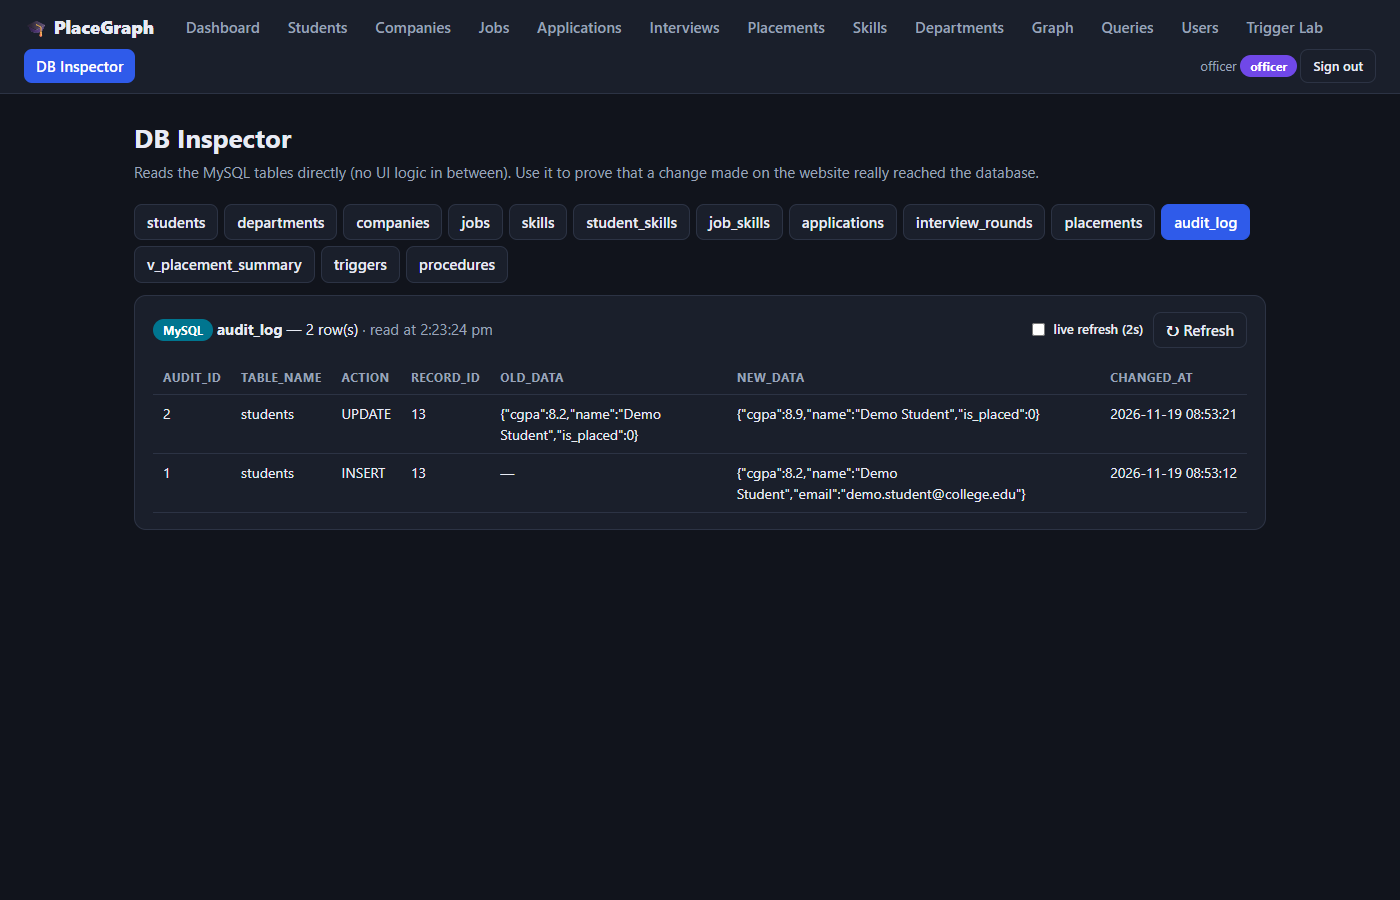 PlaceGraph Dashboard Students Companies Jobs Applications Interviews Placements Skills Departments Graph Queries Users Trigger Lab
DB Inspector officer officer Sign out
DB Inspector
Reads the MySQL tables directly (no UI logic in between). Use it to prove that a change made on the website really reached the database.
students departments companies jobs skills student_skills job_skills applications interview_rounds placements audit_log
v_placement_summary triggers procedures
MySQL audit_log — 2 row(s) · read at 2:23:24 pm live refresh (2s) ↻ Refresh
AUDIT_ID TABLE_NAME ACTION RECORD_ID OLD_DATA NEW_DATA CHANGED_AT
2 students UPDATE 13 {"cgpa":8.2,"name":"Demo {"cgpa":8.9,"name":"Demo Student","is_placed":0} 2026-11-19 08:53:21
Student","is_placed":0}
1 students INSERT 13 — {"cgpa":8.2,"name":"Demo 2026-11-19 08:53:12
Student","email":"demo.student@college.edu"}